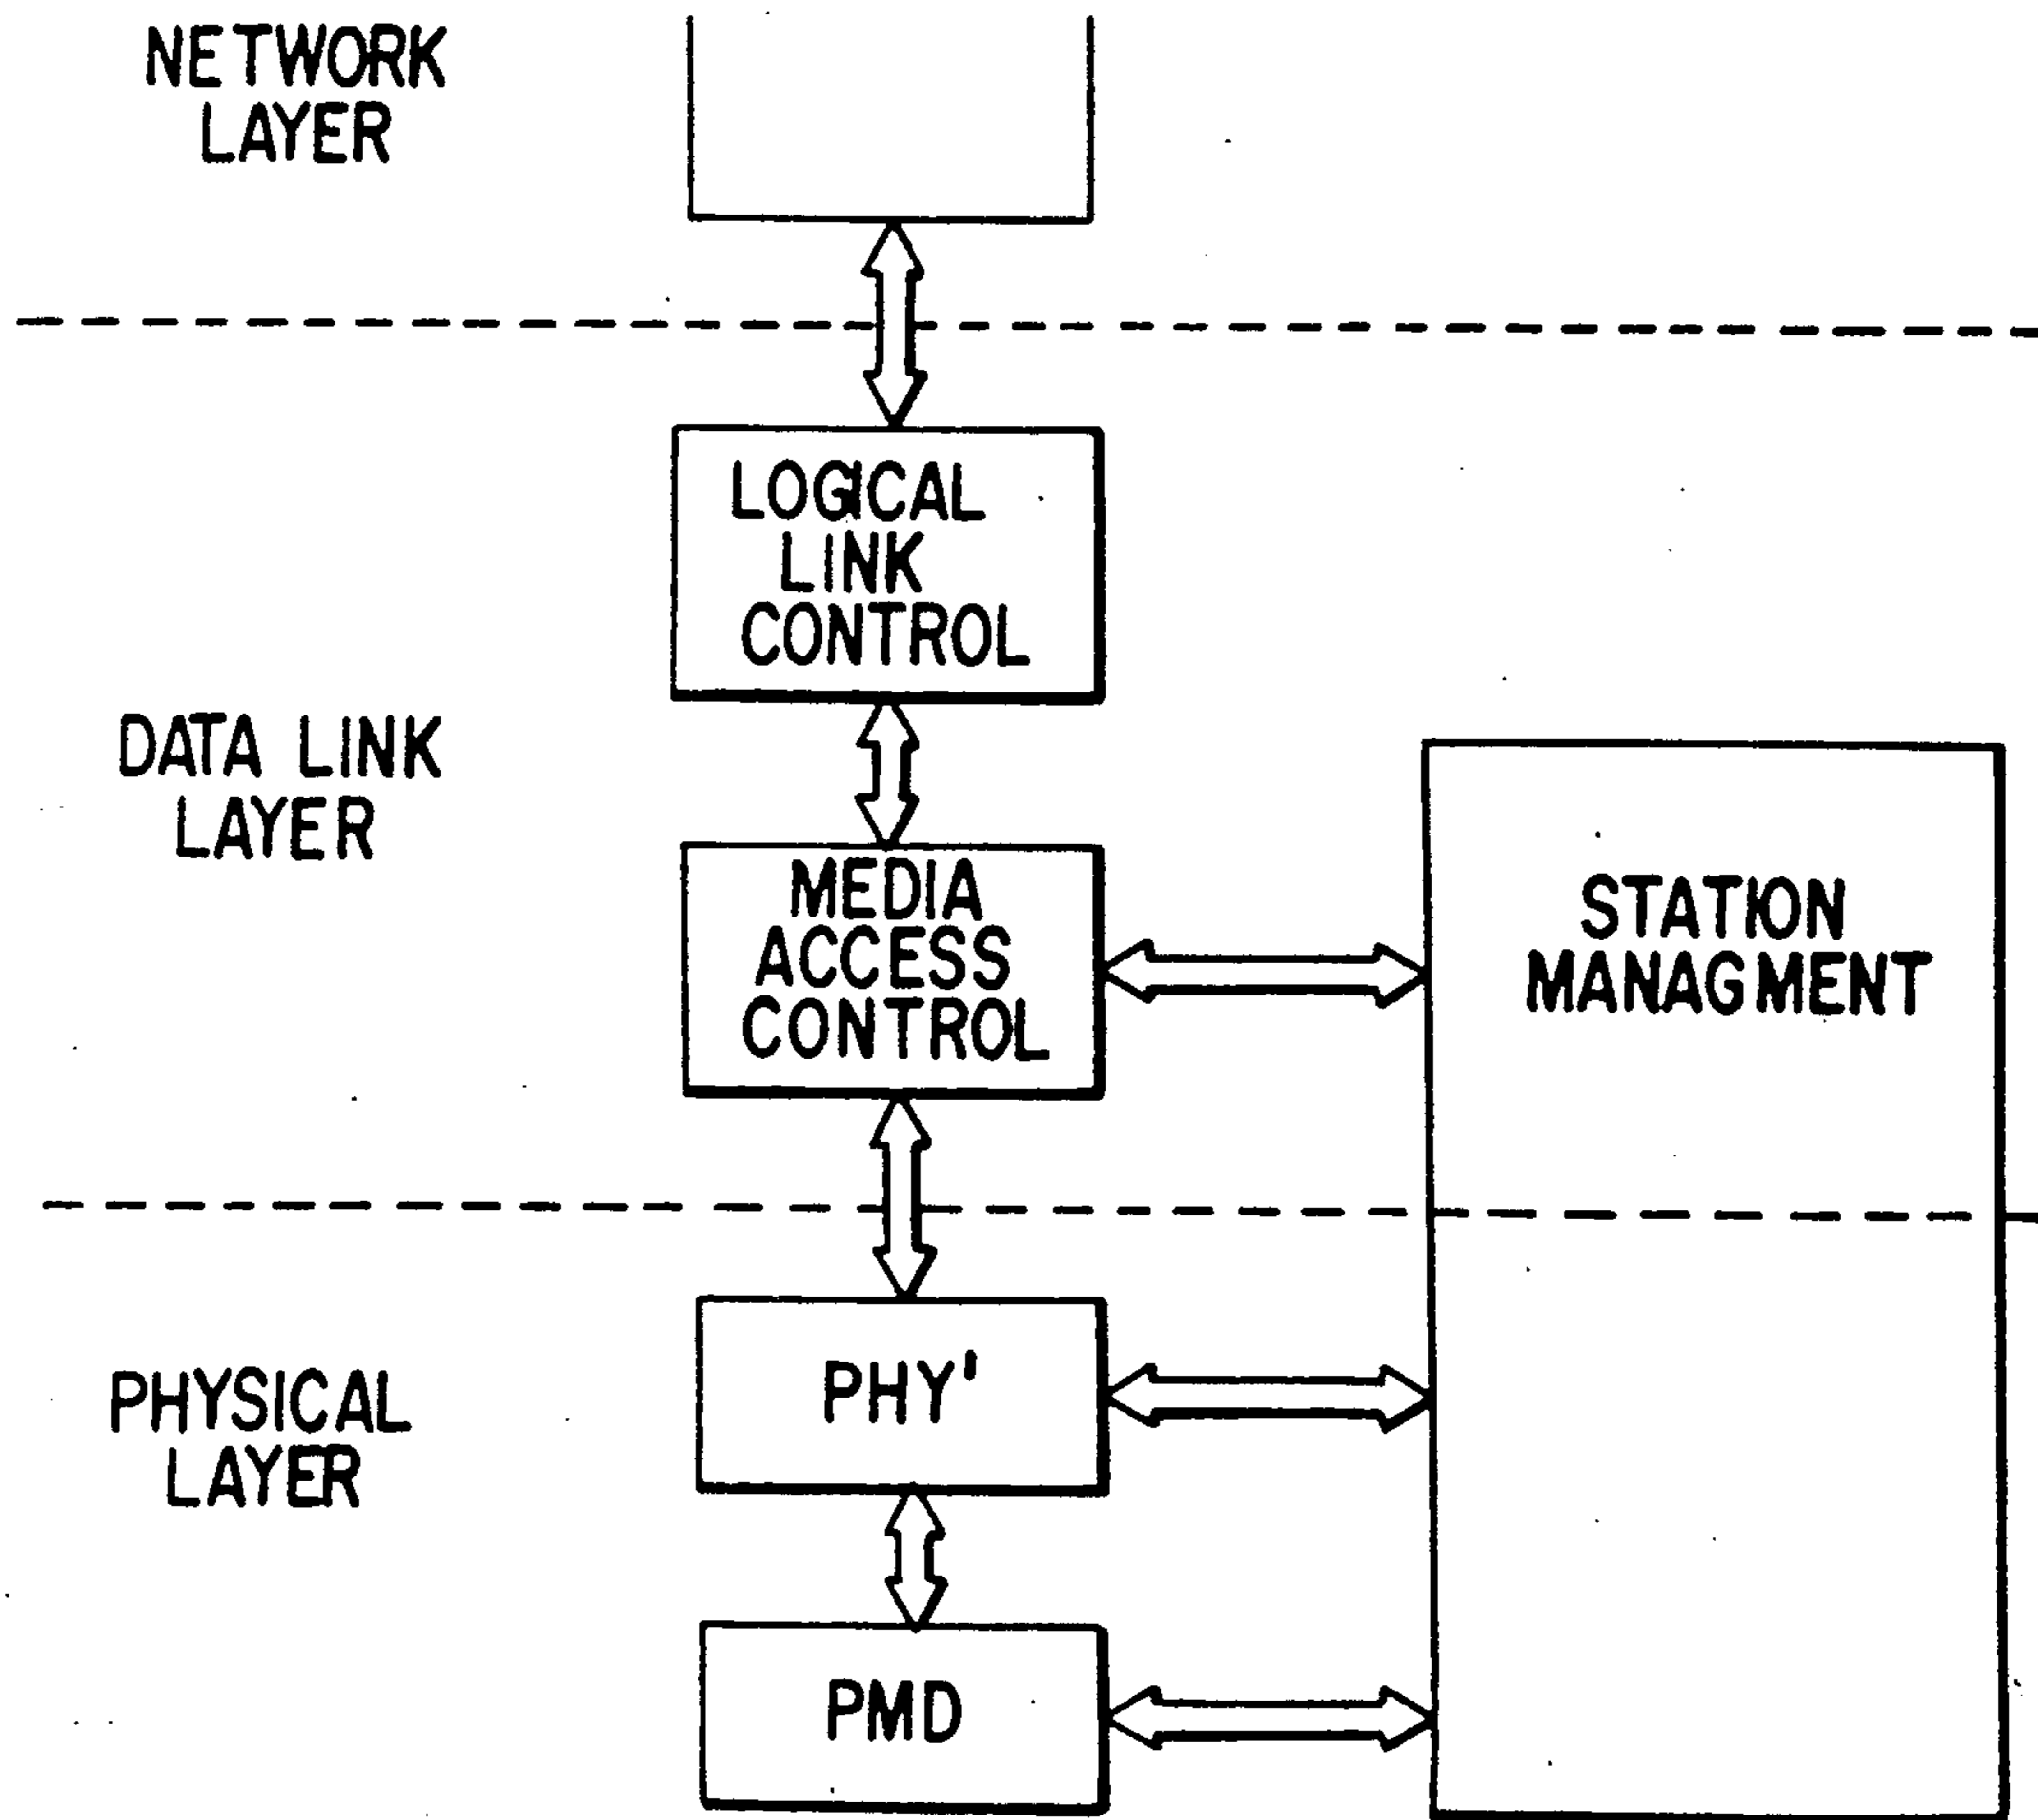 NETWORK
LAYER
LOGICAL
LINK
CONTROL
DATA LINK
LAYER
MEDIA
ACCESS
CONTROL
STATION
MANAGMENT
PHY'
PHYSICAL
LAYER
PMD